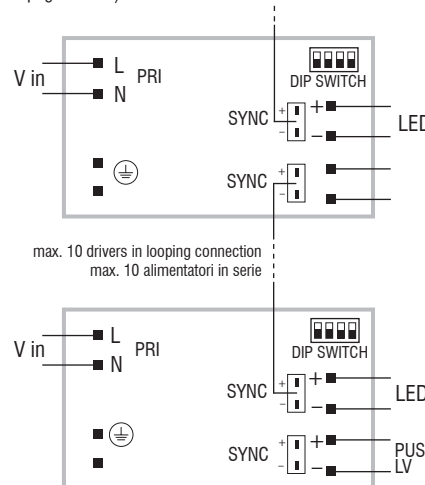 V in
L
N
PRI
DIP SWITCH
SYNC
+
-
+
-
LED
SYNC
+
-
max. 10 drivers in looping connection
max. 10 alimentatori in serie
V in
L
N
PRI
DIP SWITCH
SYNC
+
-
+
-
LED
SYNC
+
-
+
-
PUS
LV